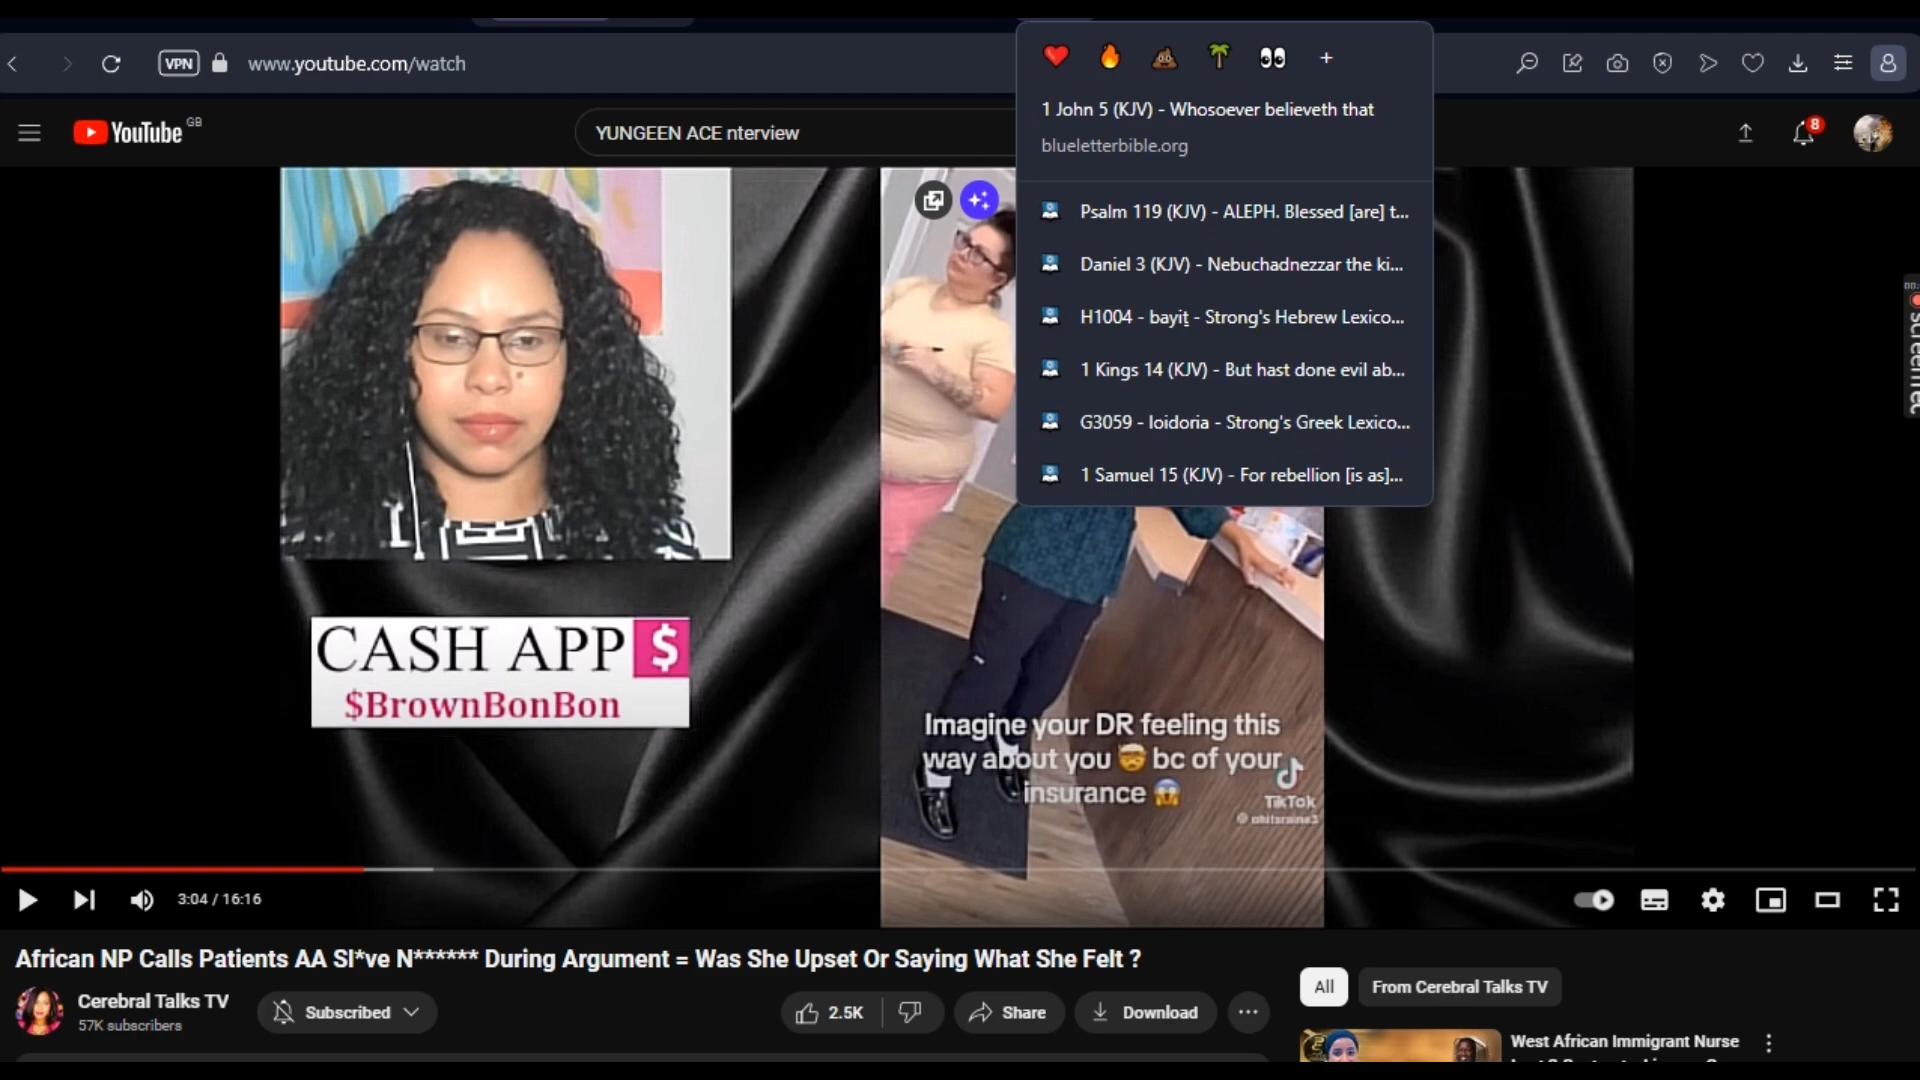 VPN
www.youtube.com/watch
YouTube GB
YUNGEEN ACE nterview
8
1 John 5 (KJV) - Whosoever believeth that
blueletterbible.org
Psalm 119 (KJV) - ALEPH. Blessed [are] t...
Daniel 3 (KJV) - Nebuchadnezzar the ki...
H1004 - bayiṯ - Strong's Hebrew Lexico...
1 Kings 14 (KJV) - But hast done evil ab...
G3059 - loidoria - Strong's Greek Lexico...
1 Samuel 15 (KJV) - For rebellion [is as]...
CASH APP $
$BrownBonBon
Imagine your DR feeling this
way about you 🤯 bc of your
insurance 😱
TikTok
3:04 / 16:16
African NP Calls Patients AA Sl*ve N****** During Argument = Was She Upset Or Saying What She Felt ?
Cerebral Talks TV
57K subscribers
Subscribed
2.5K
Share
Download
All
From Cerebral Talks TV
West African Immigrant Nurse